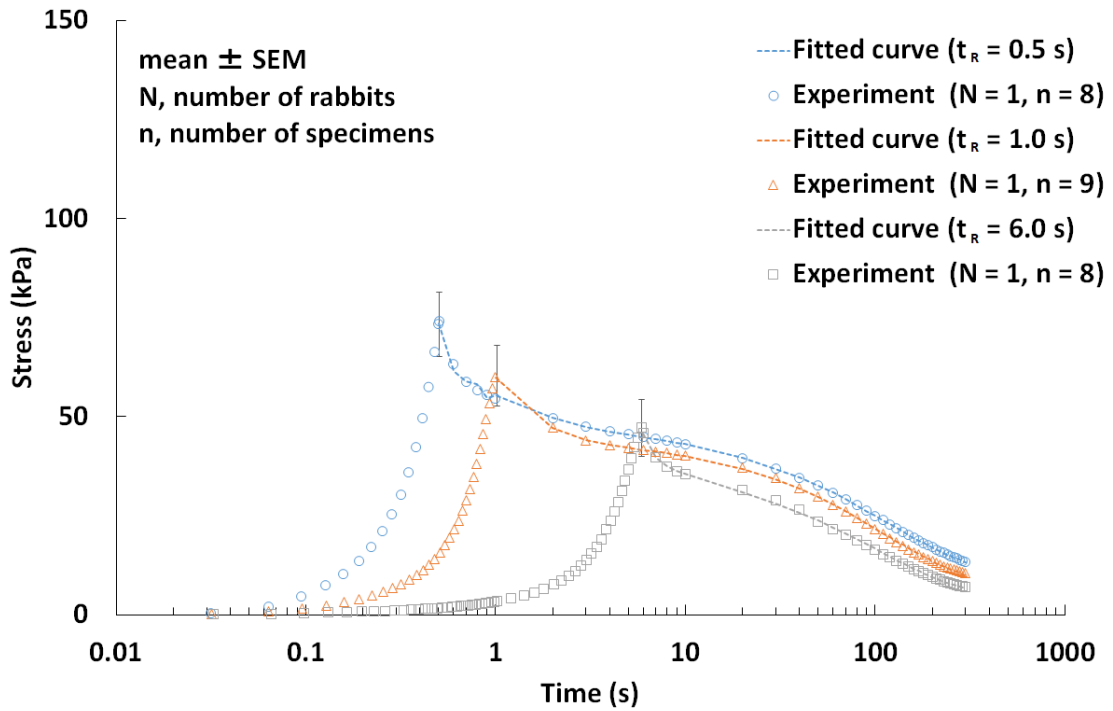 150
100
50
0
Stress (kPa)
mean ± SEM
N, number of rabbits
n, number of specimens
Fitted curve (t R = 0.5 s)
Experiment (N = 1, n = 8)
Fitted curve (t R = 1.0 s)
Experiment (N = 1, n = 9)
Fitted curve (t R = 6.0 s)
Experiment (N = 1, n = 8)
0.01 0.1 1 10 100 1000
Time (s)